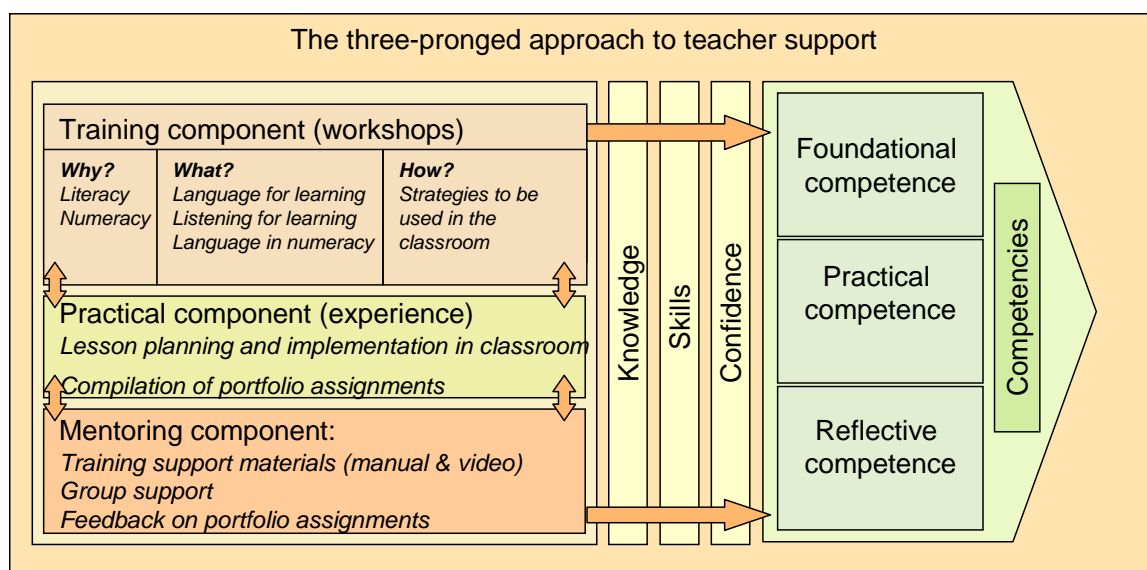 The three-pronged approach to teacher support
Training component (workshops)
Why?
Literacy
Numeracy
What?
Language for learning
Listening for learning
Language in numeracy
How?
Strategies to be
used in the
classroom
Practical component (experience)
Lesson planning and implementation in classroom
Compilation of portfolio assignments
Mentoring component:
Training support materials (manual & video)
Group support
Feedback on portfolio assignments
Knowledge
Skills
Confidence
Foundational
competence
Practical
competence
Reflective
competence
Competencies